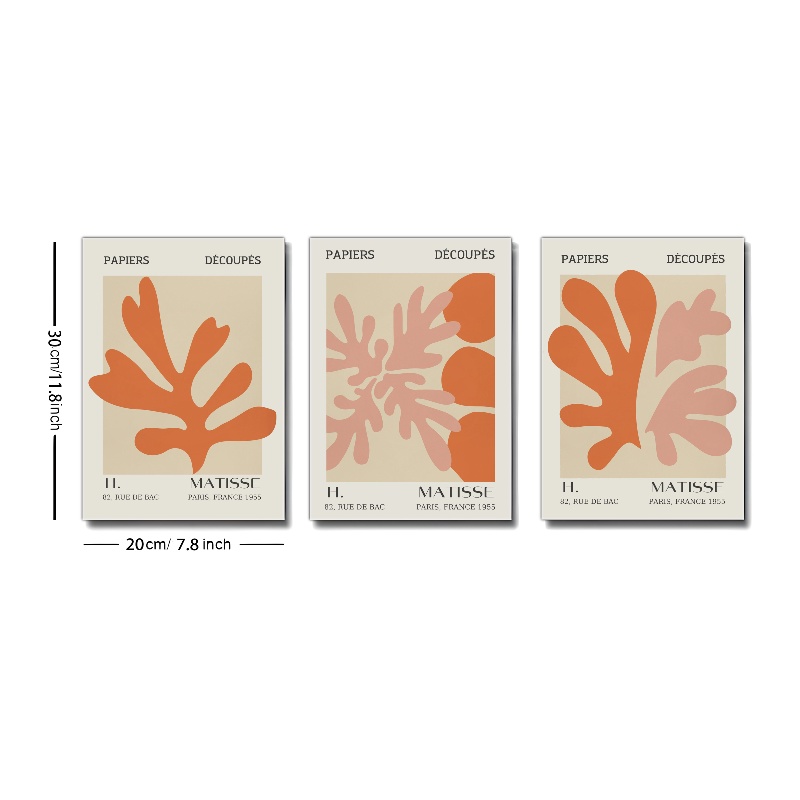 PAPIERS DÉCOUPÉS
H. MATISSE
82, RUE DE BAC PARIS, FRANCE 1955
PAPIERS DÉCOUPÉS
H. MATISSE
82, RUE DE BAC PARIS, FRANCE 1955
PAPIERS DÉCOUPÉS
H. MATISSE
82, RUE DE BAC PARIS, FRANCE 1955
30cm/11.8inch
20cm/ 7.8 inch